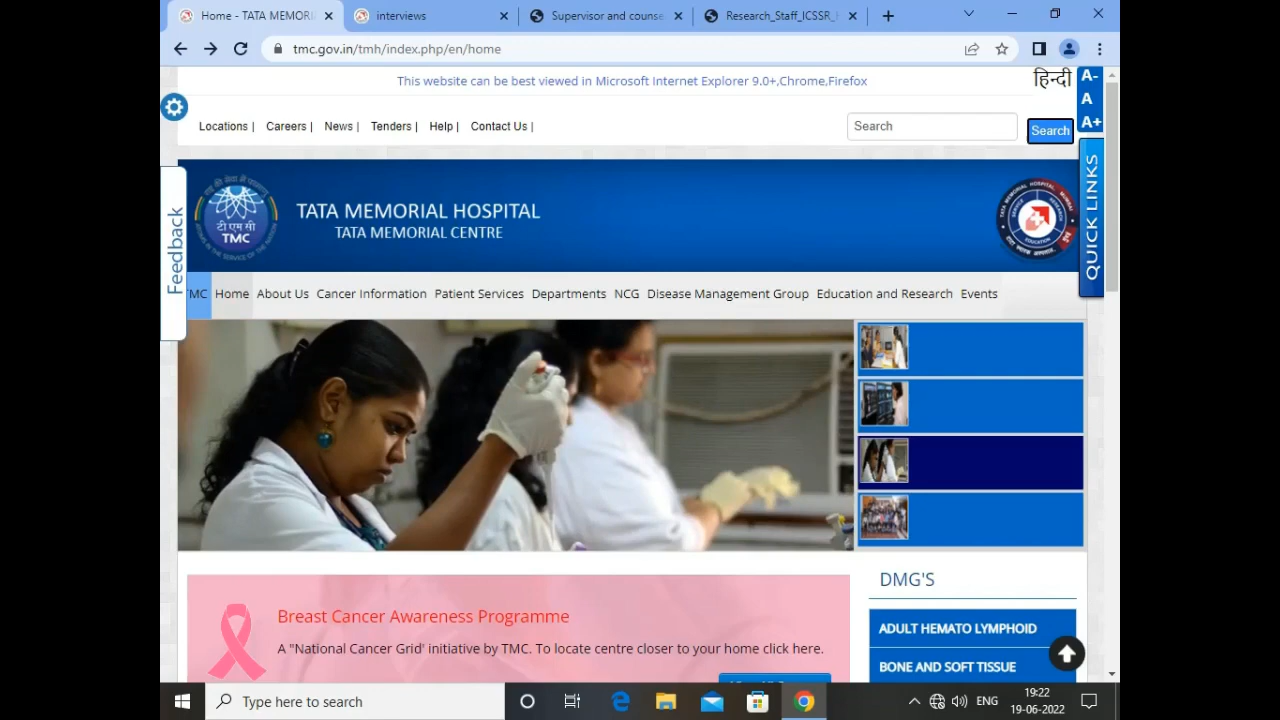 Home - TATA MEMORI
interviews
Supervisor and counse
Research_Staff_ICSSR_
tmc.gov.in/tmh/index.php/en/home
This website can be best viewed in Microsoft Internet Explorer 9.0+,Chrome,Firefox
हिन्दी
A-
A
A+
Locations | Careers | News | Tenders | Help | Contact Us |
Search
Search
QUICK LINKS
Feedback
टी एम सी
TMC
TATA MEMORIAL HOSPITAL
TATA MEMORIAL CENTRE
TMC Home About Us Cancer Information Patient Services Departments NCG Disease Management Group Education and Research Events
Breast Cancer Awareness Programme
A "National Cancer Grid' initiative by TMC. To locate centre closer to your home click here.
DMG'S
ADULT HEMATO LYMPHOID
BONE AND SOFT TISSUE
Type here to search
ENG
19:22
19-06-2022